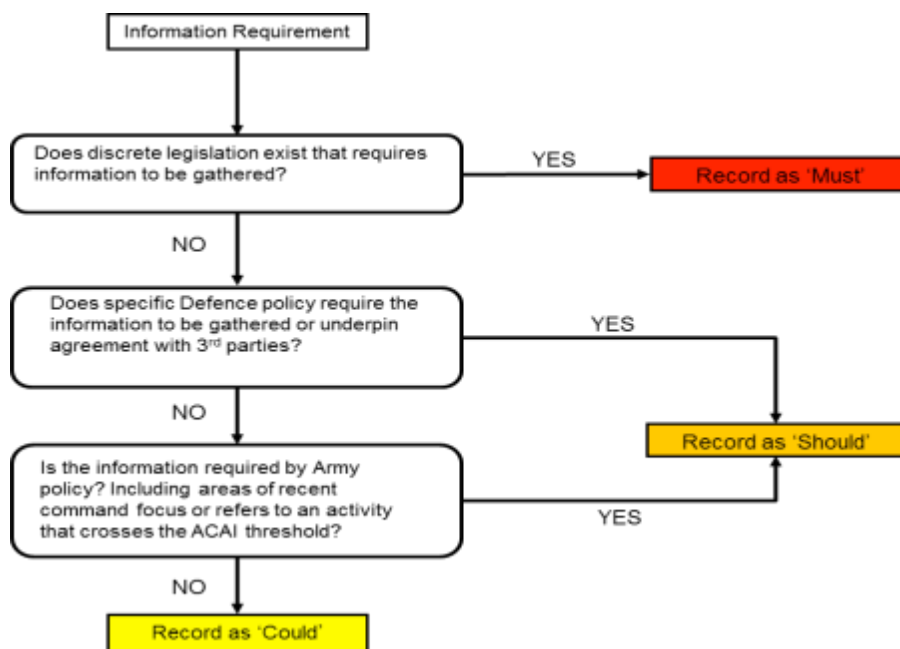 Information Requirement
Does discrete legislation exist that requires
information to be gathered?
YES
Record as 'Must'
NO
Does specific Defence policy require the
information to be gathered or underpin
agreement with 3rd parties?
YES
NO
Record as 'Should'
Is the information required by Army
policy? Including areas of recent
command focus or refers to an activity
that crosses the ACAI threshold?
YES
NO
Record as 'Could'